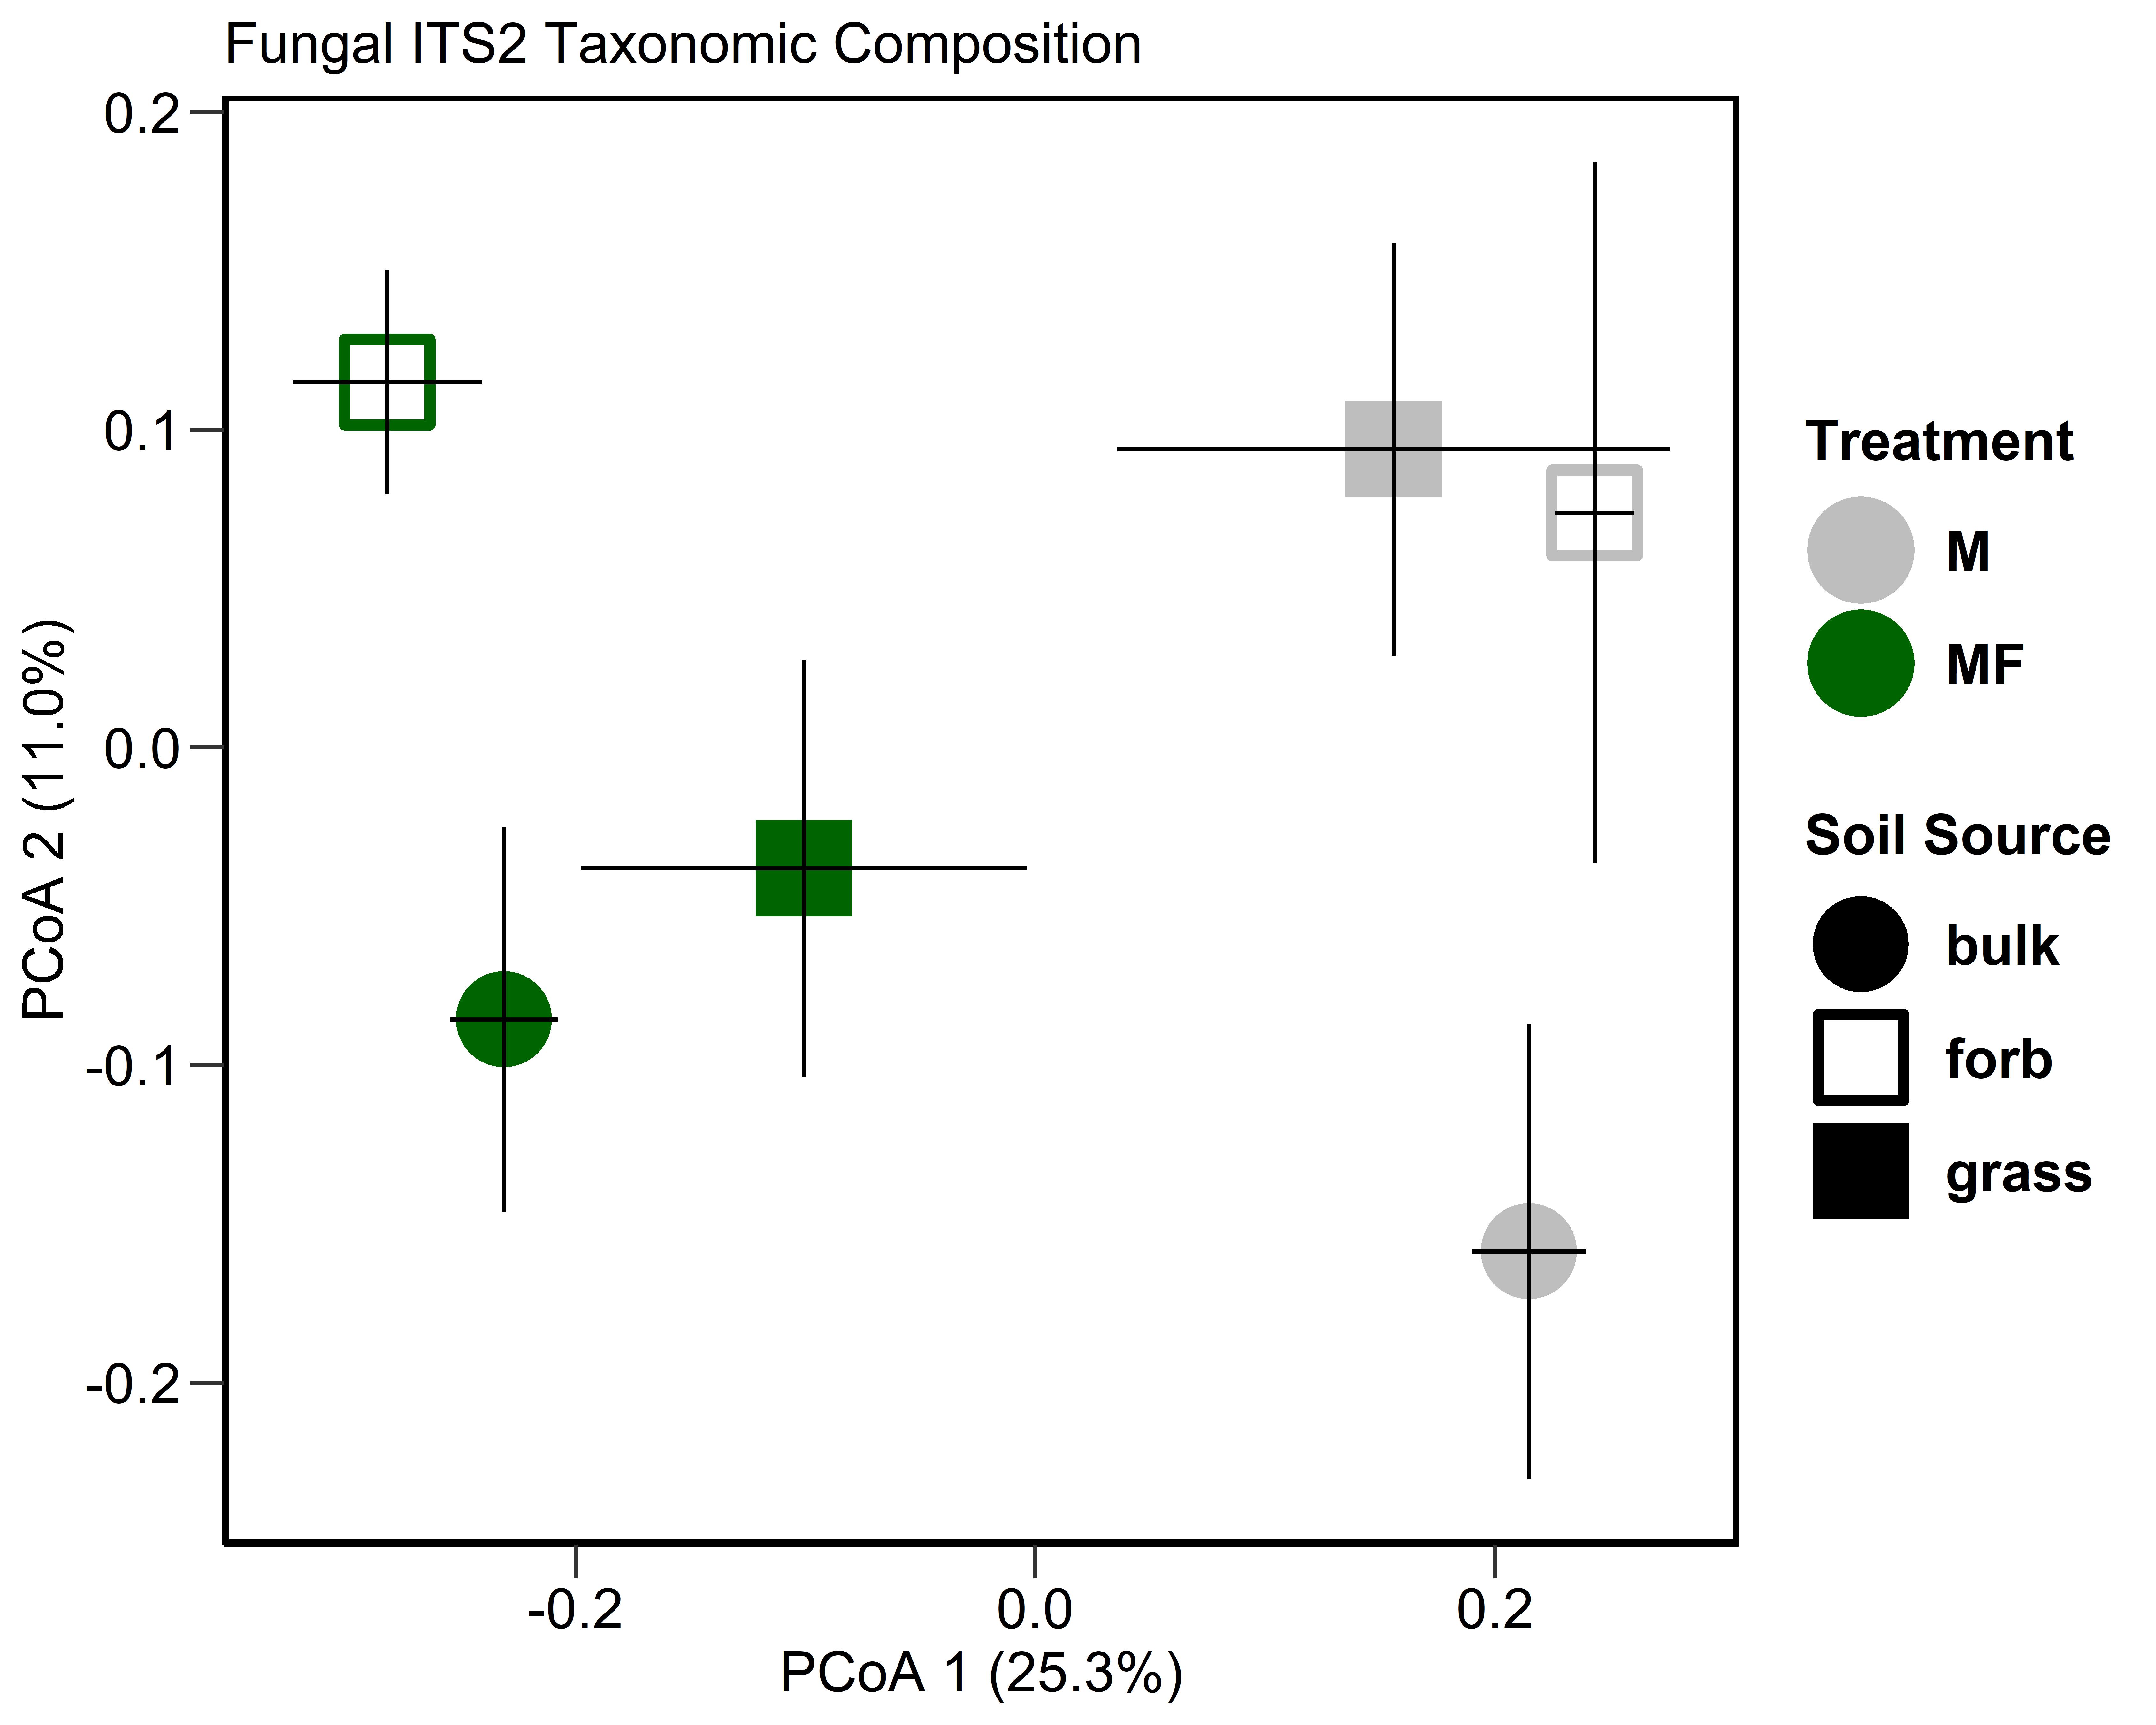 Fungal ITS2 Taxonomic Composition
0.2
0.1
0.0
-0.1
-0.2
PCoA 2 (11.0%)
-0.2
0.0
0.2
PCoA 1 (25.3%)
Treatment
M
MF
Soil Source
bulk
forb
grass